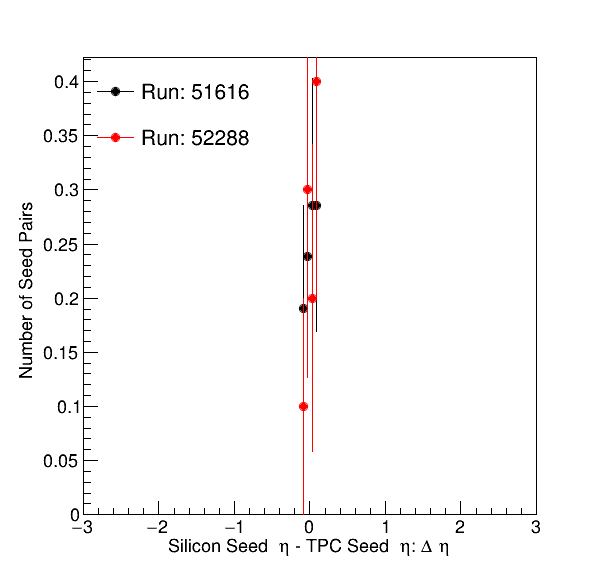 Run: 51616
Run: 52288
Number of Seed Pairs
0.4
0.35
0.3
0.25
0.2
0.15
0.1
0.05
0
−3 −2 −1 0 1 2 3
Silicon Seed η - TPC Seed η: Δ η